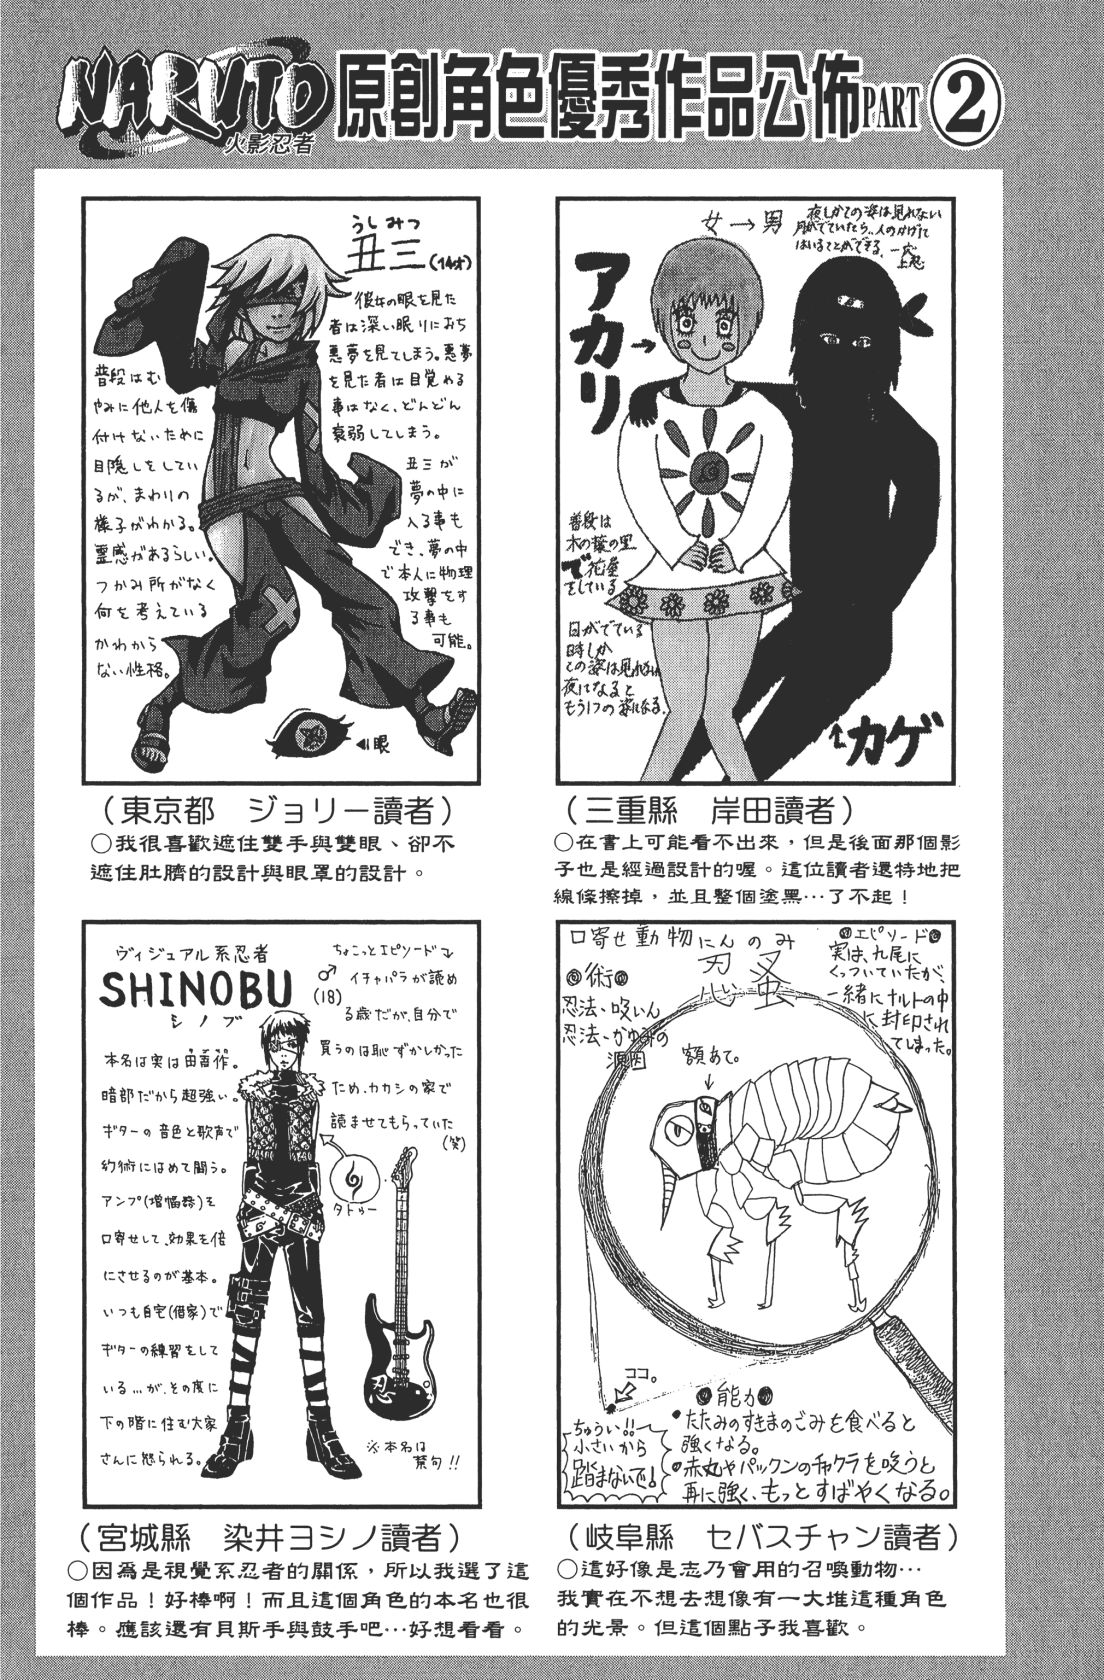 NARUTO
火影忍者
原創角色優秀作品公佈PART②
うしみつ
丑三(14才)
彼女の眼を見た
者は深い眠りにおち
悪夢を見てしまう。悪夢
を見た者は目覚める
事はなく、どんどん
衰弱してしまう。
丑三が
夢の中に
入る事も
でき、夢の中
で本人に物理
攻撃をす
る事も
可能。
普段はむ
やみに他人を傷
付けないために
目隠しをしてい
るが、まわりの
様子がわかる。
霊感があるらしい。
つかみ所がなく
何を考えている
かわから
ない性格。
眼
(東京都 ジョリー讀者)
○我很喜歡遮住雙手與雙眼、卻不
遮住肚臍的設計與眼罩的設計。
女→男
夜しかこの姿は見れない
月がでていたら、人のかげに
はいることができる。一応
上忍
アカリ
普段は
木の葉の里
で花屋
をしている
日がでている
時しか
この姿は見れない
夜になると
もう1つの姿になる。
カゲ
(三重縣 岸田讀者)
○在書上可能看不出來，但是後面那個影
子也是經過設計的喔。這位讀者還特地把
線條擦掉，並且整個塗黑…了不起！
ヴィジュアル系忍者
SHINOBU
シノブ
♂
(18)
ちょこっとエピソード
イチャパラが読め
る歳だが、自分で
買うのは恥ずかしかった
ため、カカシの家で
読ませてもらっていた
(笑)
本名は実は田吾作。
暗部だから超強い。
ギターの音色と歌声で
幻術にはめて闘う。
アンプ(増幅器)を
口寄せして、効果を倍
にさせるのが基本。
いつも自宅(借家)で
ギターの練習をして
いる…が、その度に
下の階に住む大家
さんに怒られる。
タトゥー
忍
※本名は
禁句!!
(宮城縣 染井ヨシノ讀者)
○因為是視覺系忍者的關係，所以我選了這
個作品！好棒啊！而且這個角色的本名也很
棒。應該還有貝斯手與鼓手吧…好想看看。
口寄せ動物にんのみ
忍蚤
術
忍法、吸いん
忍法、かゆみの
源因
エピソード
実は、九尾に
くっついていたが、
一緒にナルトの中
に封印され
てしまった。
額あて。
ココ。
ちゅうい!!
小さいから
踏まないで!
能力
・たたみのすきまのごみを食べると
強くなる。
・赤丸やパックンのチャクラを吸うと
再に強く、もっとすばやくなる。
(岐阜縣 セバスチャン讀者)
○這好像是志乃會用的召喚動物…
我實在不想去想像有一大堆這種角色
的光景。但這個點子我喜歡。